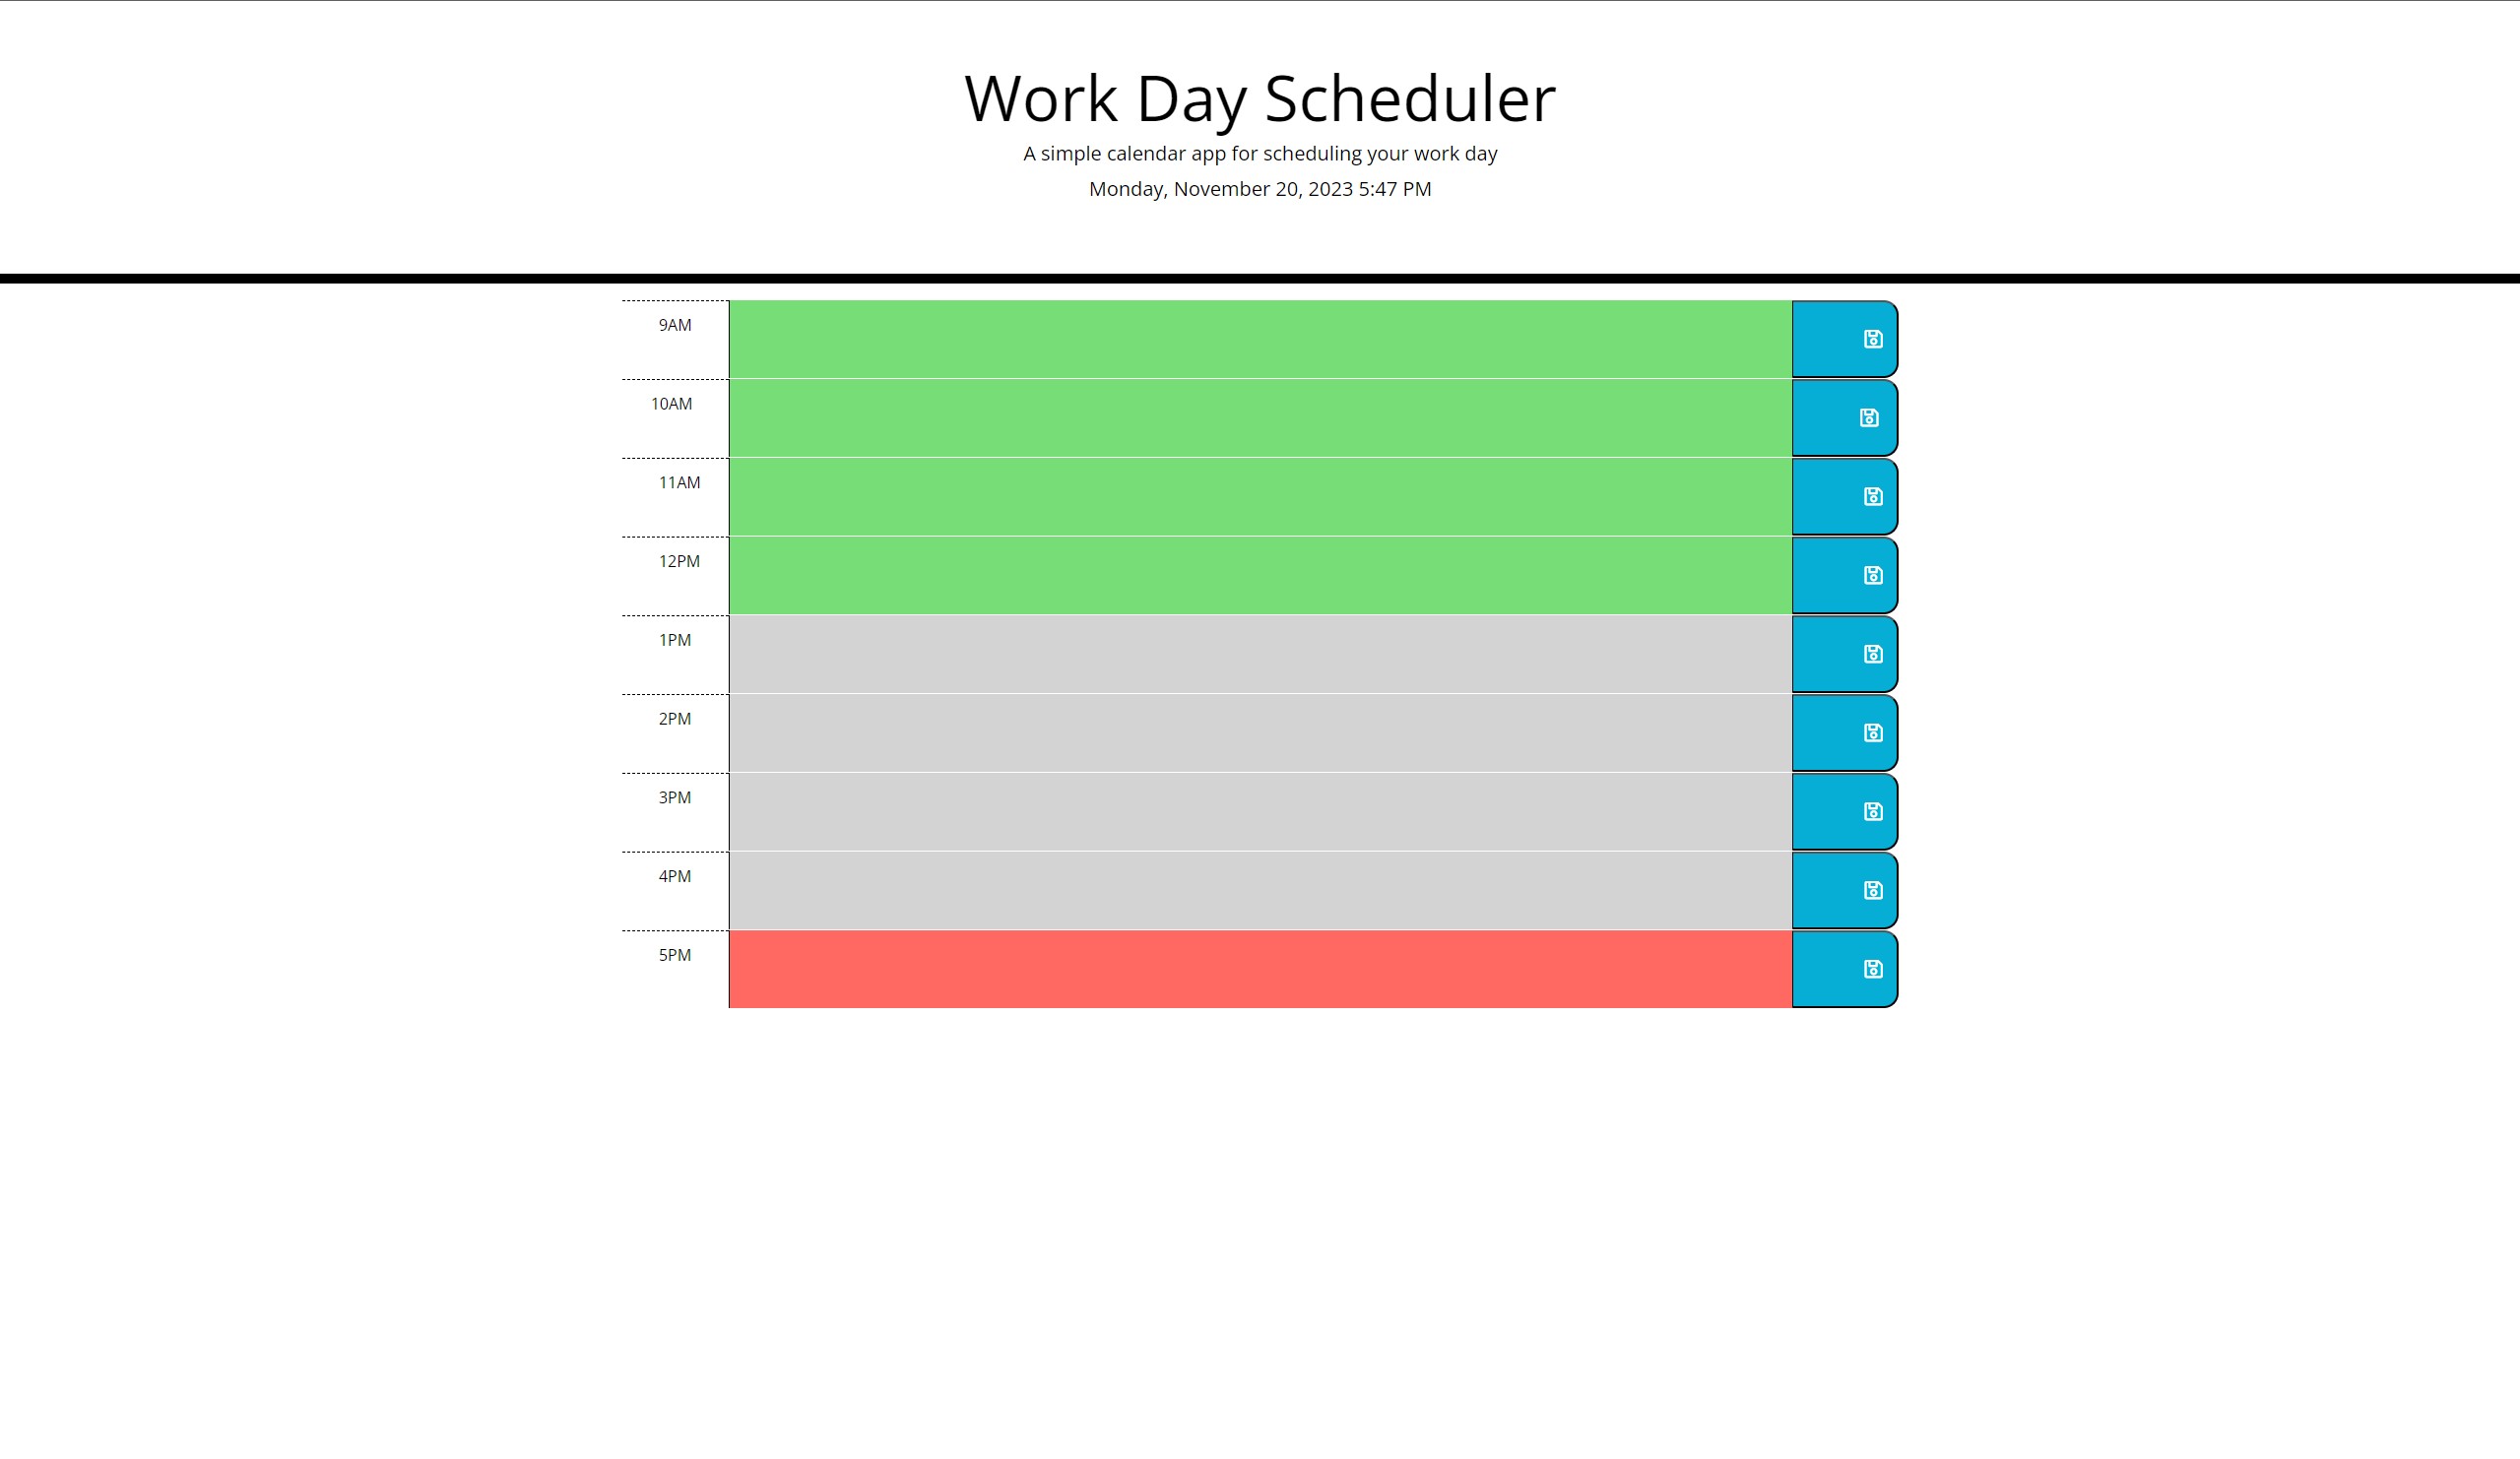 Work Day Scheduler
A simple calendar app for scheduling your work day
Monday, November 20, 2023 5:47 PM
9AM
10AM
11AM
12PM
1PM
2PM
3PM
4PM
5PM